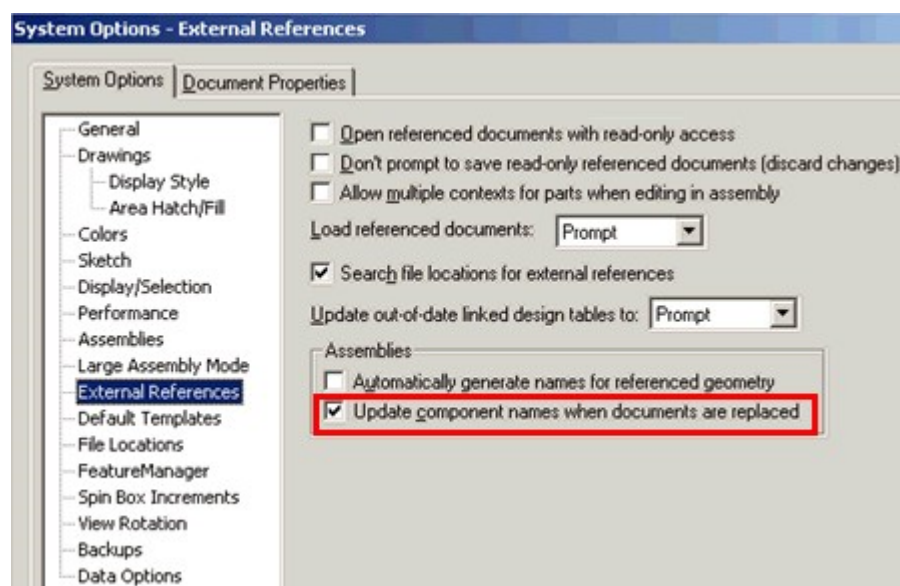 System Options - External References
System Options
Document Properties
General
Drawings
Display Style
Area Hatch/Fill
Colors
Sketch
Display/Selection
Performance
Assemblies
Large Assembly Mode
External References
Default Templates
File Locations
FeatureManager
Spin Box Increments
View Rotation
Backups
Data Options
Open referenced documents with read-only access
Don't prompt to save read-only referenced documents (discard changes)
Allow multiple contexts for parts when editing in assembly
Load referenced documents: Prompt
Search file locations for external references
Update out-of-date linked design tables to: Prompt
Assemblies
Automatically generate names for referenced geometry
Update component names when documents are replaced